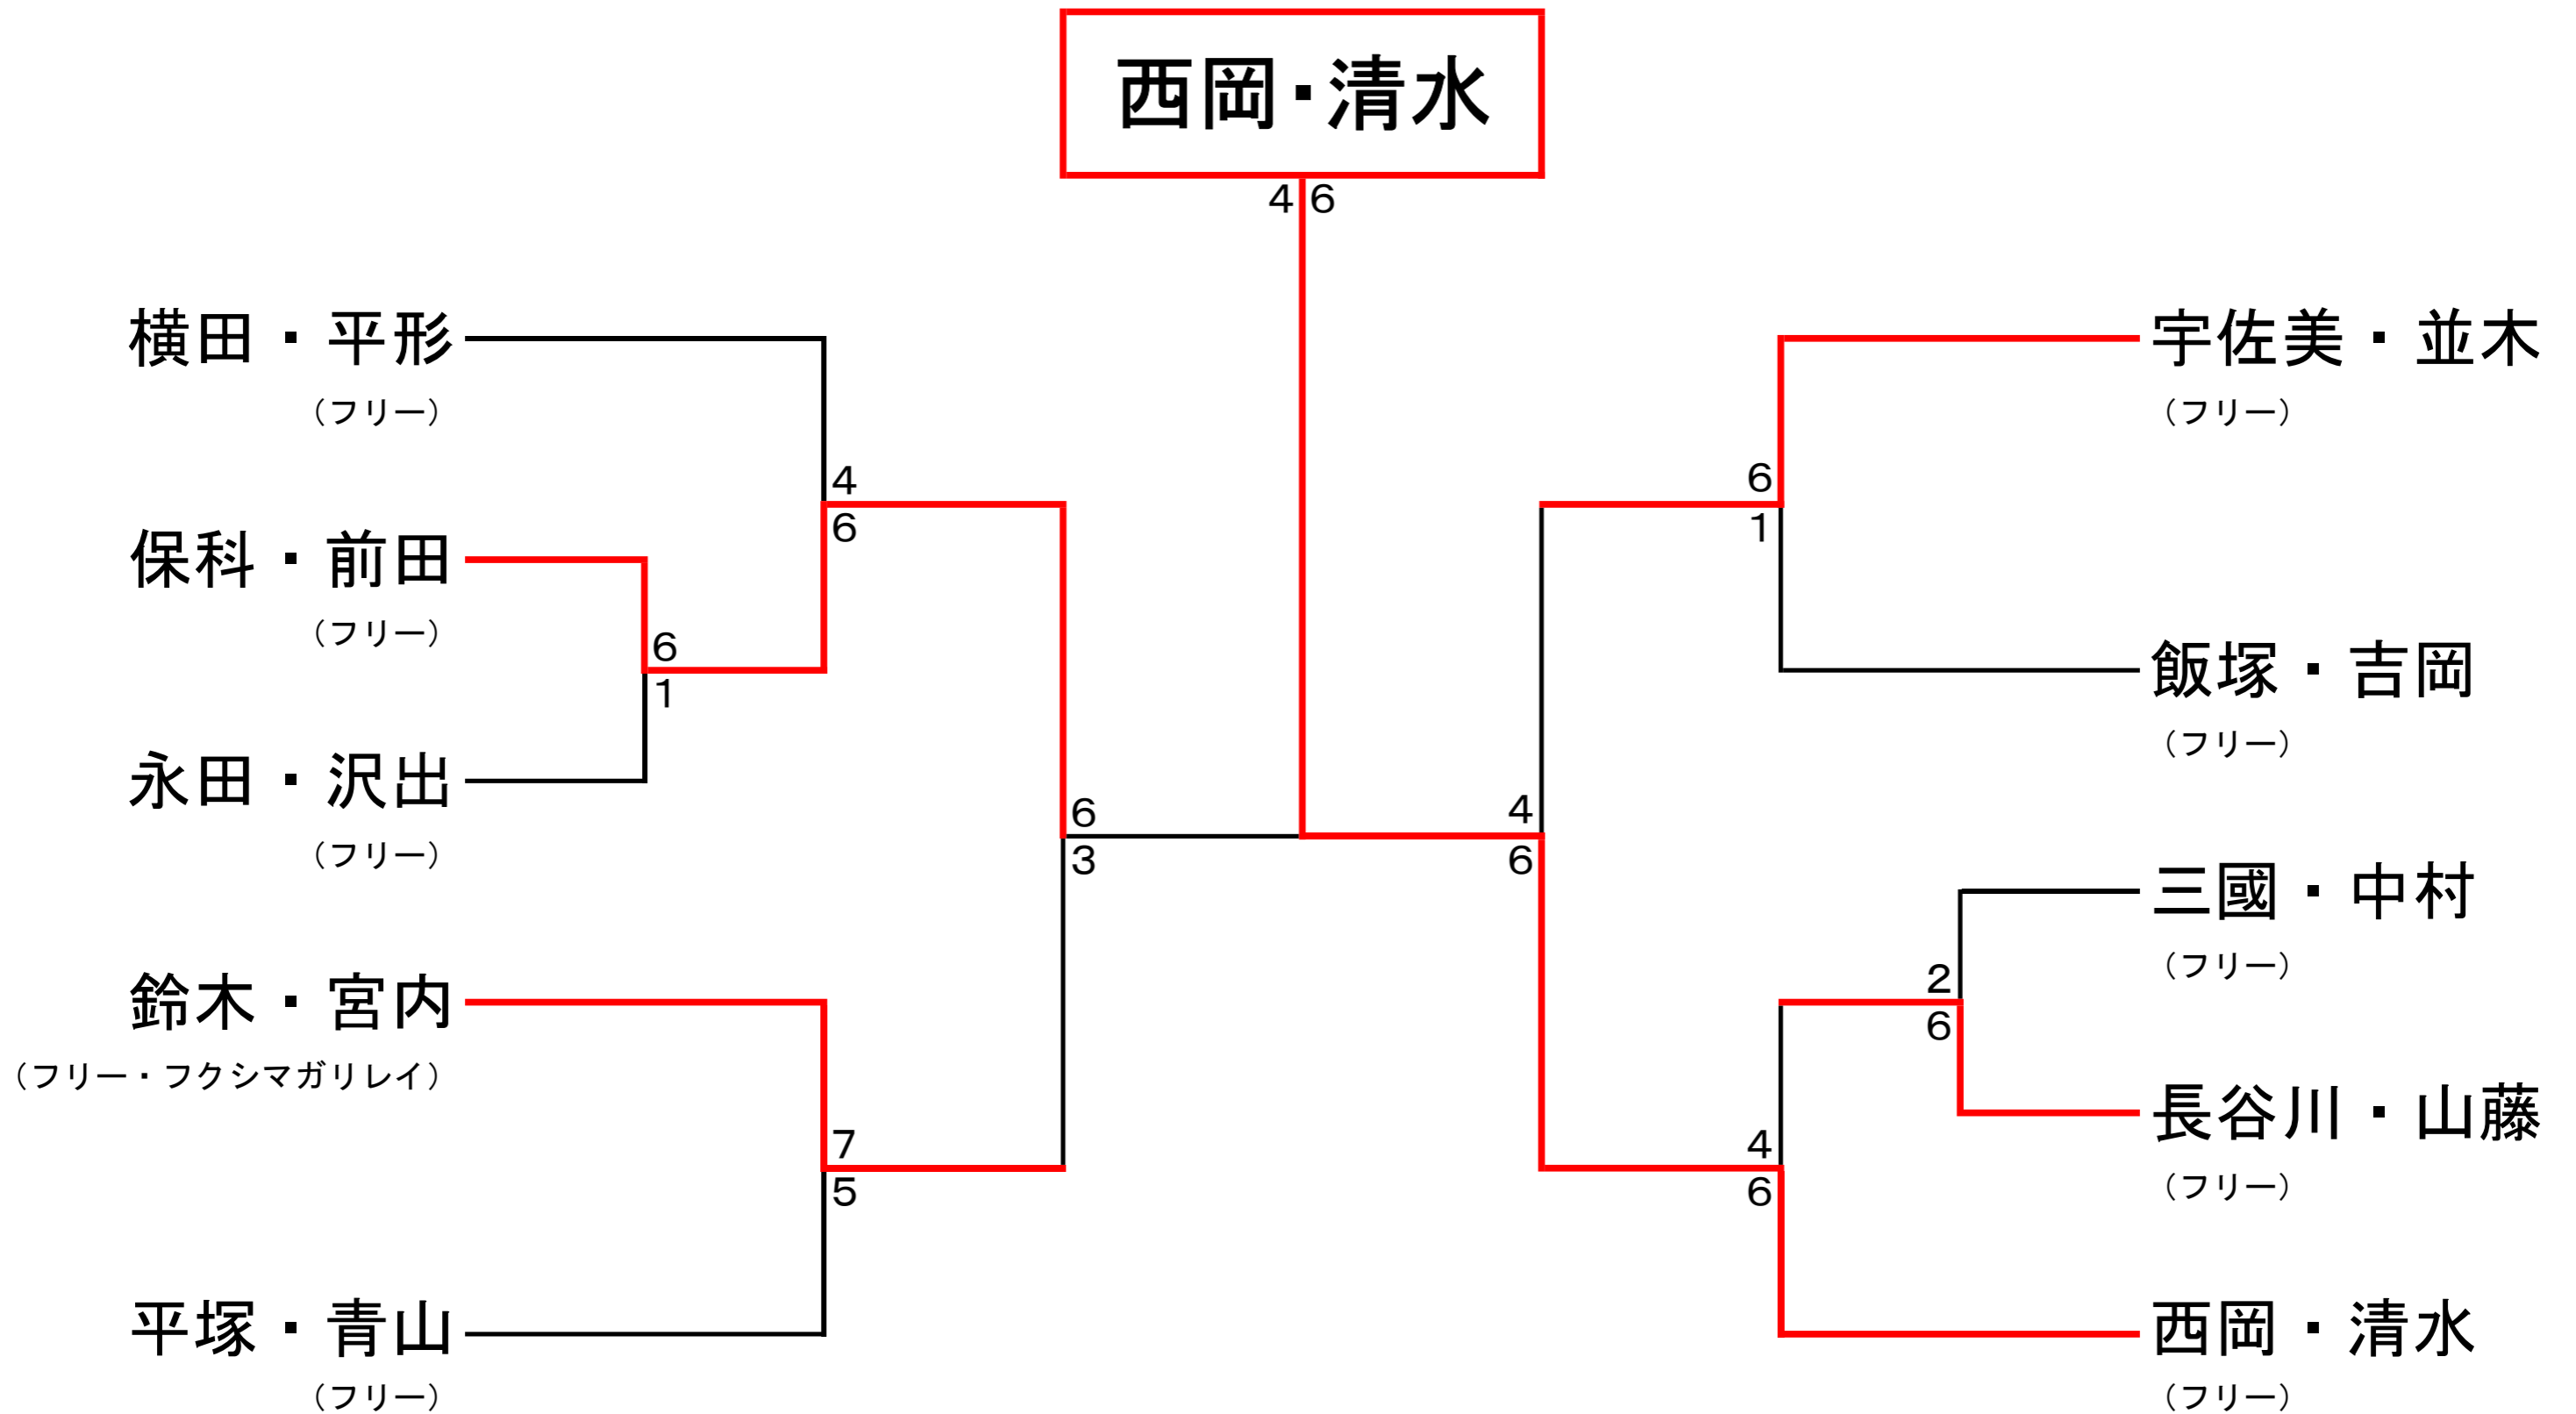 西岡・清水
4 6
横田・平形
（フリー）
4
6
保科・前田
（フリー）
6
1
永田・沢出
（フリー）
6
3
鈴木・宮内
（フリー・フクシマガリレイ）
7
5
平塚・青山
（フリー）
宇佐美・並木
（フリー）
6
1
飯塚・吉岡
（フリー）
4
6
三國・中村
（フリー）
2
6
長谷川・山藤
（フリー）
4
6
西岡・清水
（フリー）